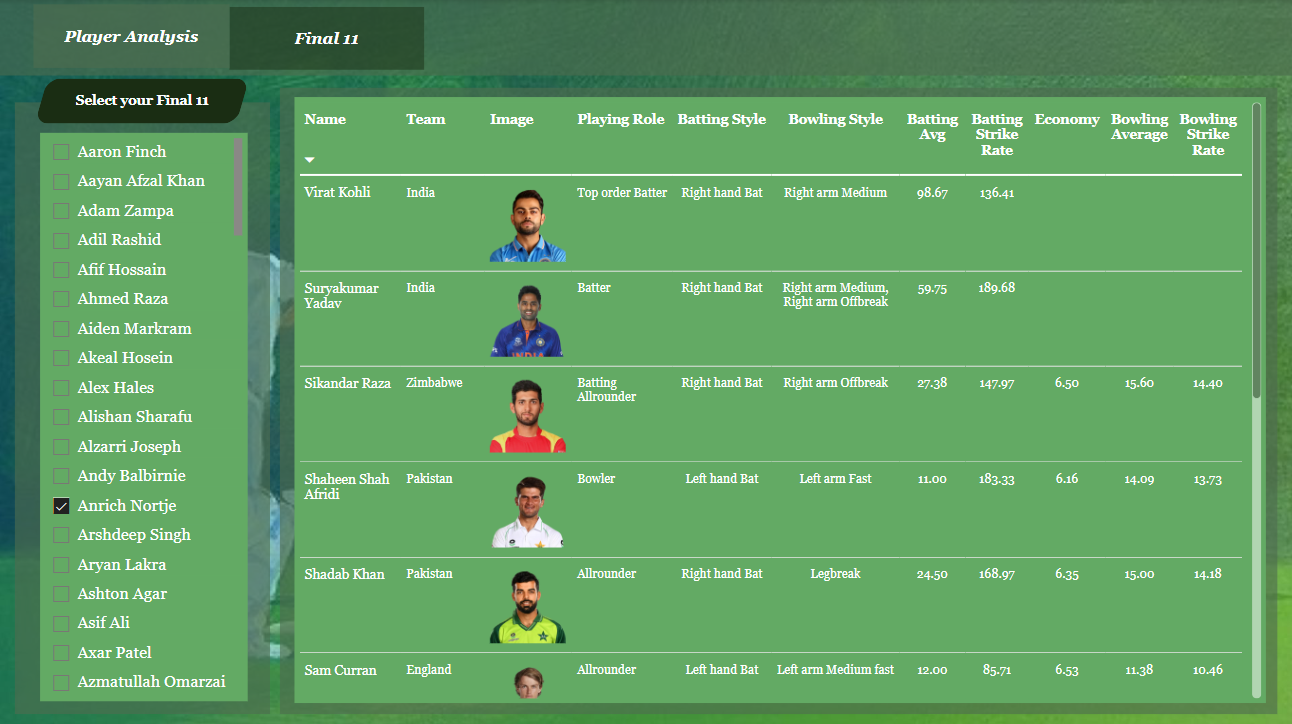 Player Analysis
Final 11
Select your Final 11
Aaron Finch
Aayan Afzal Khan
Adam Zampa
Adil Rashid
Afif Hossain
Ahmed Raza
Aiden Markram
Akeal Hosein
Alex Hales
Alishan Sharafu
Alzarri Joseph
Andy Balbirnie
Anrich Nortje
Arshdeep Singh
Aryan Lakra
Ashton Agar
Asif Ali
Axar Patel
Azmatullah Omarzai
Name Team Image Playing Role Batting Style Bowling Style Batting Batting Economy Bowling Bowling
Avg Strike Average Strike
Rate Rate
Virat Kohli India Top order Batter Right hand Bat Right arm Medium 98.67 136.41
Suryakumar India Batter Right hand Bat Right arm Medium, 59.75 189.68
Yadav Right arm Offbreak
INDIA
Sikandar Raza Zimbabwe Batting Right hand Bat Right arm Offbreak 27.38 147.97 6.50 15.60 14.40
Allrounder
Shaheen Shah Pakistan Bowler Left hand Bat Left arm Fast 11.00 183.33 6.16 14.09 13.73
Afridi
Shadab Khan Pakistan Allrounder Right hand Bat Legbreak 24.50 168.97 6.35 15.00 14.18
Sam Curran England Allrounder Left hand Bat Left arm Medium fast 12.00 85.71 6.53 11.38 10.46